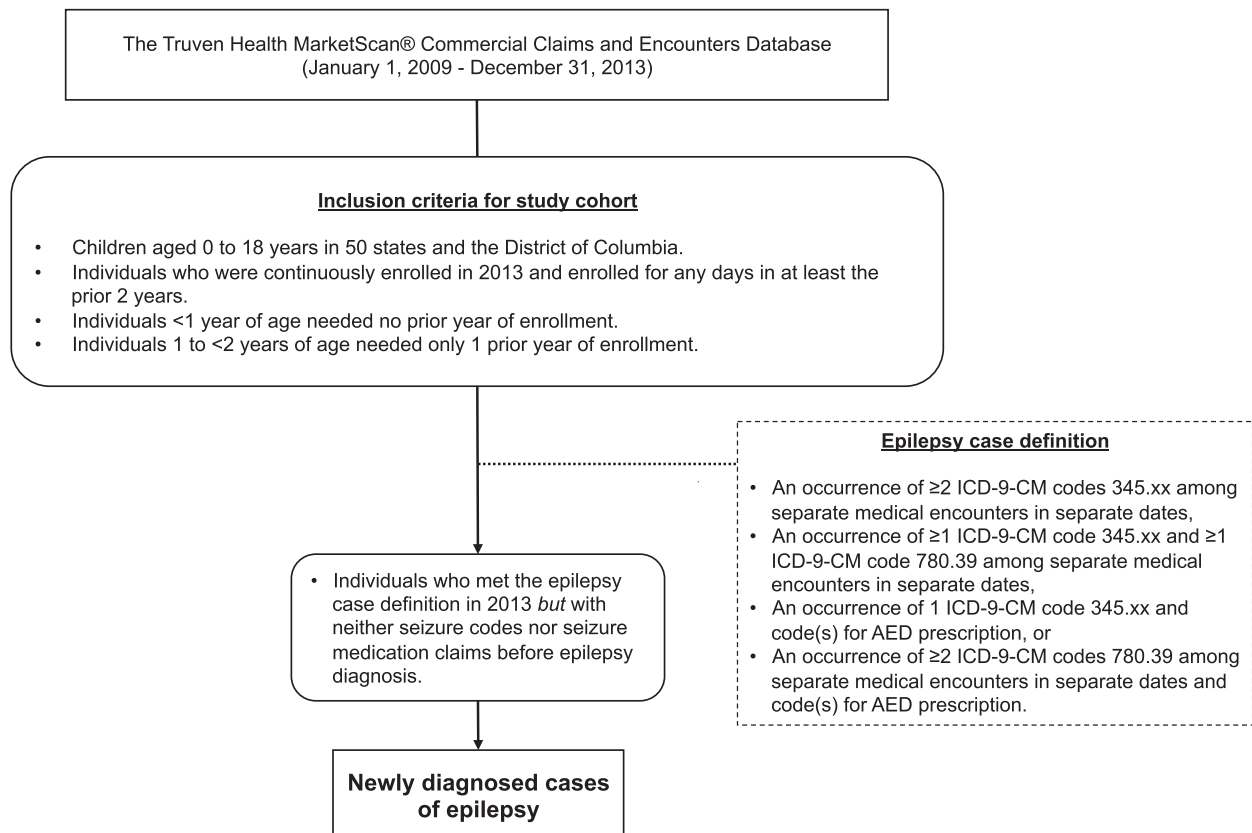 The Truven Health MarketScan® Commercial Claims and Encounters Database
(January 1, 2009 - December 31, 2013)
Inclusion criteria for study cohort
• Children aged 0 to 18 years in 50 states and the District of Columbia.
• Individuals who were continuously enrolled in 2013 and enrolled for any days in at least the
prior 2 years.
• Individuals <1 year of age needed no prior year of enrollment.
• Individuals 1 to <2 years of age needed only 1 prior year of enrollment.
Epilepsy case definition
• An occurrence of ≥2 ICD-9-CM codes 345.xx among
separate medical encounters in separate dates,
• An occurrence of ≥1 ICD-9-CM code 345.xx and ≥1
ICD-9-CM code 780.39 among separate medical
encounters in separate dates,
• An occurrence of 1 ICD-9-CM code 345.xx and
code(s) for AED prescription, or
• An occurrence of ≥2 ICD-9-CM codes 780.39 among
separate medical encounters in separate dates and
code(s) for AED prescription.
• Individuals who met the epilepsy
case definition in 2013 but with
neither seizure codes nor seizure
medication claims before epilepsy
diagnosis.
Newly diagnosed cases
of epilepsy